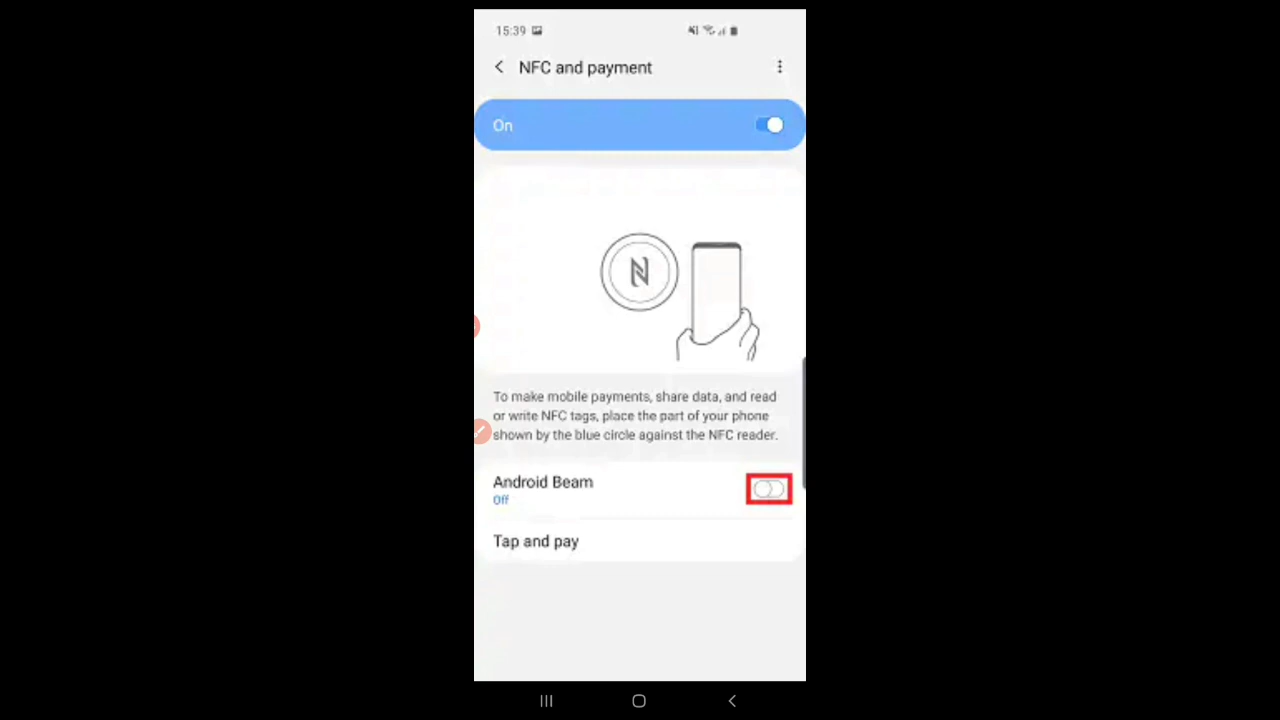 15:39
NFC and payment
On
N
To make mobile payments, share data, and read
or write NFC tags, place the part of your phone
shown by the blue circle against the NFC reader.
Android Beam
Off
Tap and pay